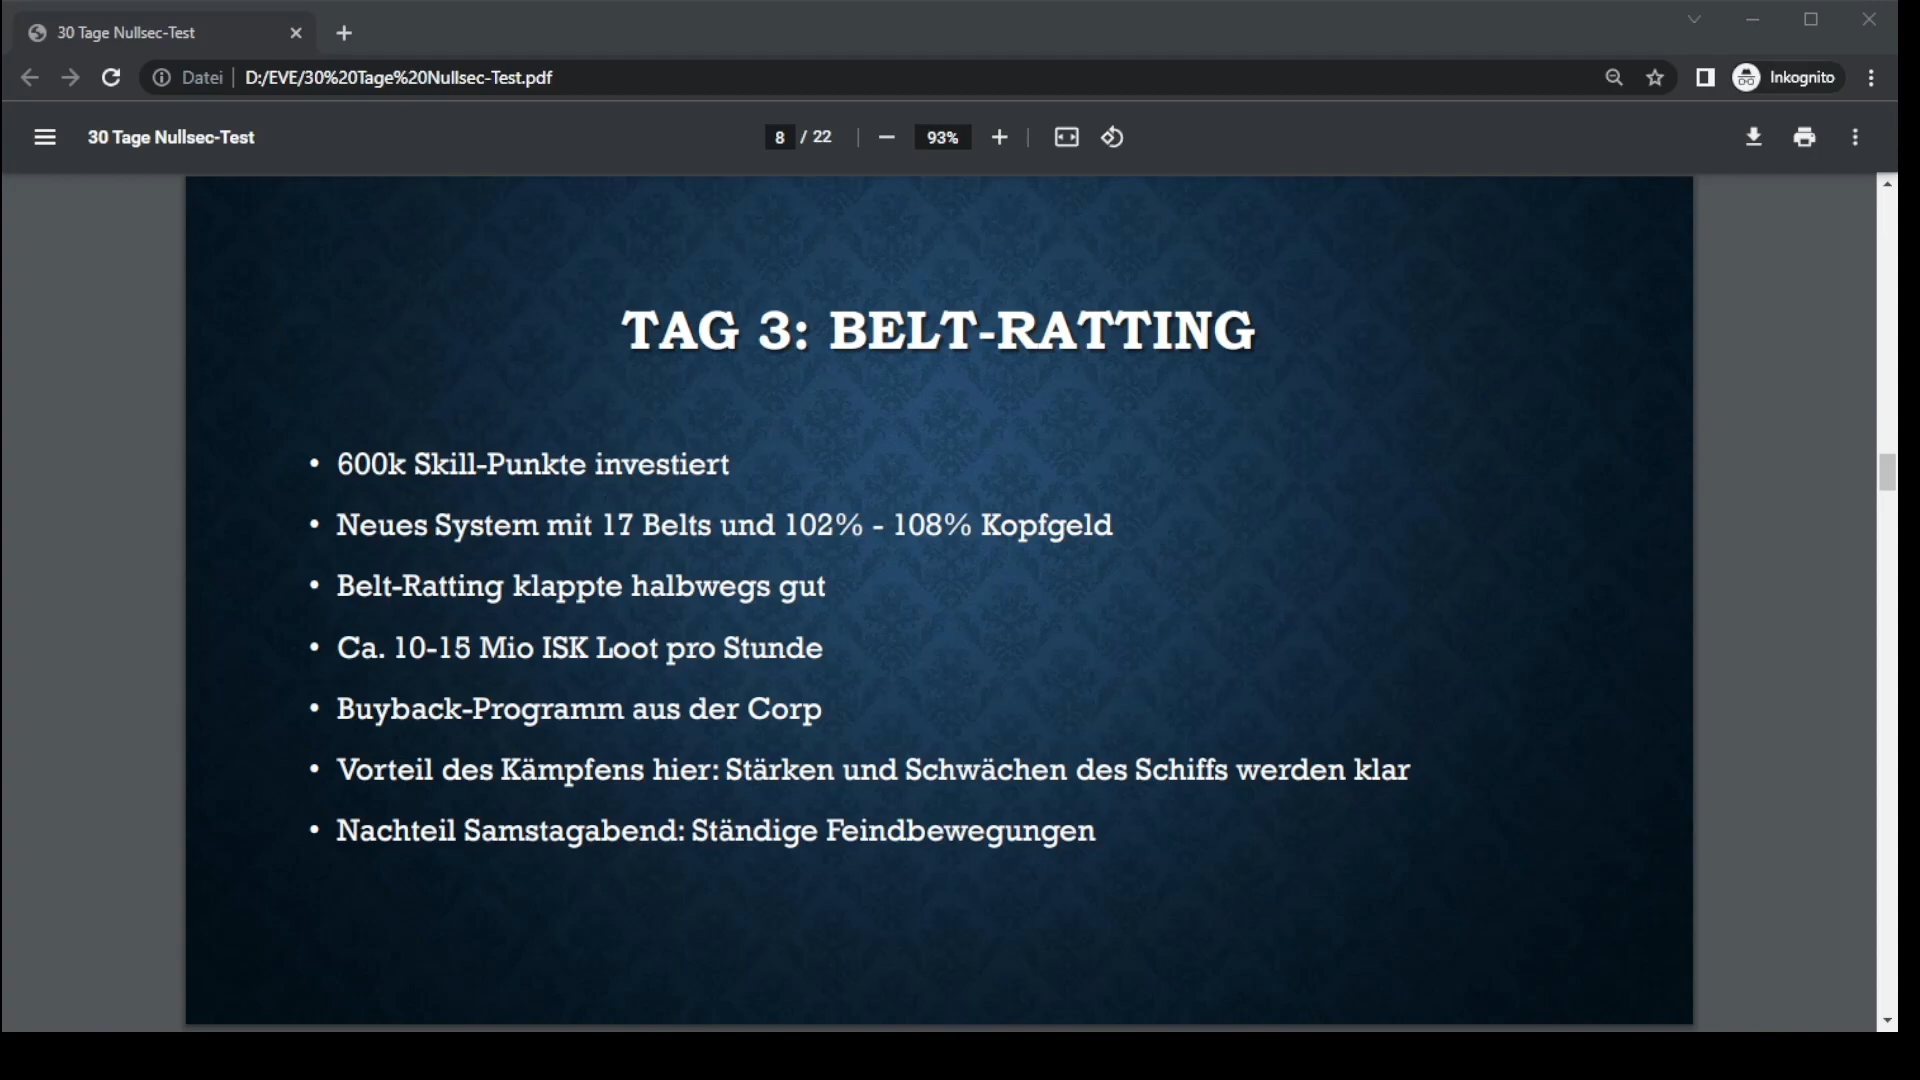 30 Tage Nullsec-Test
Datei D:/EVE/30%20Tage%20Nullsec-Test.pdf Inkognito
30 Tage Nullsec-Test 8 / 22 93%
TAG 3: BELT-RATTING
• 600k Skill-Punkte investiert
• Neues System mit 17 Belts und 102% - 108% Kopfgeld
• Belt-Ratting klappte halbwegs gut
• Ca. 10-15 Mio ISK Loot pro Stunde
• Buyback-Programm aus der Corp
• Vorteil des Kämpfens hier: Stärken und Schwächen des Schiffs werden klar
• Nachteil Samstagabend: Ständige Feindbewegungen